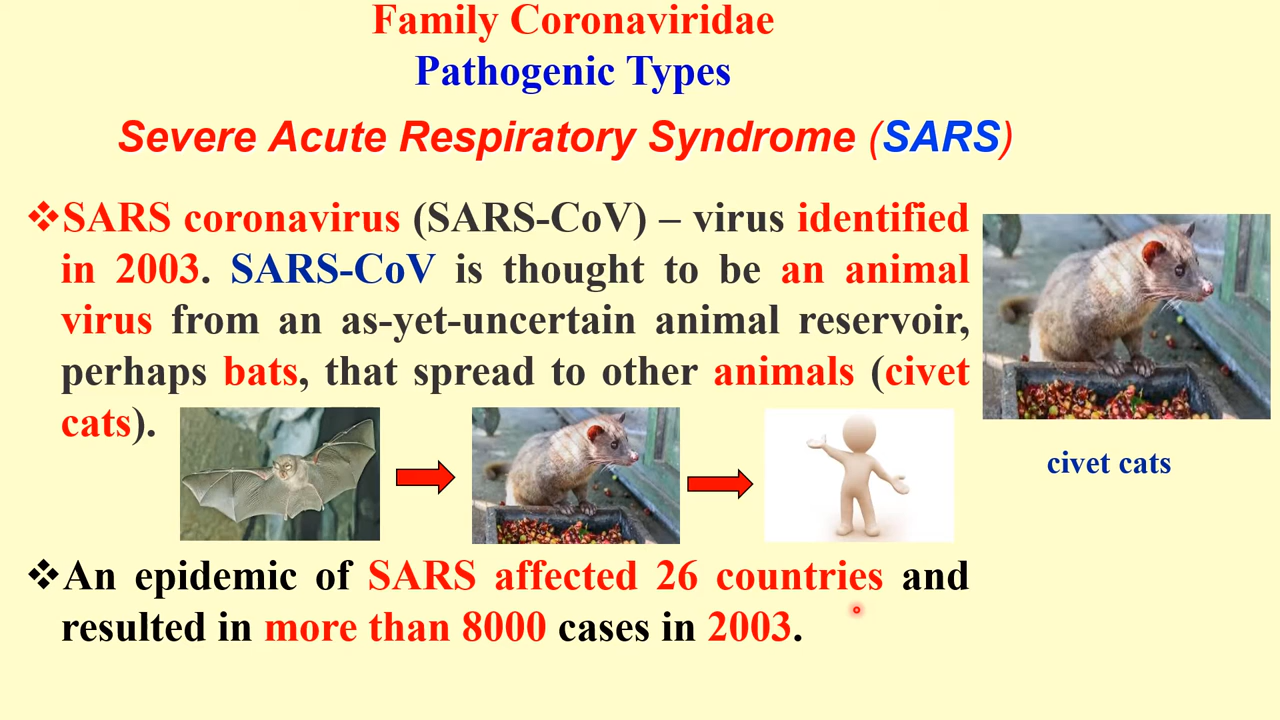 Family Coronaviridae
Pathogenic Types
Severe Acute Respiratory Syndrome (SARS)
❖SARS coronavirus (SARS-CoV) – virus identified
in 2003. SARS-CoV is thought to be an animal
virus from an as-yet-uncertain animal reservoir,
perhaps bats, that spread to other animals (civet
cats).
civet cats
❖An epidemic of SARS affected 26 countries and
resulted in more than 8000 cases in 2003.